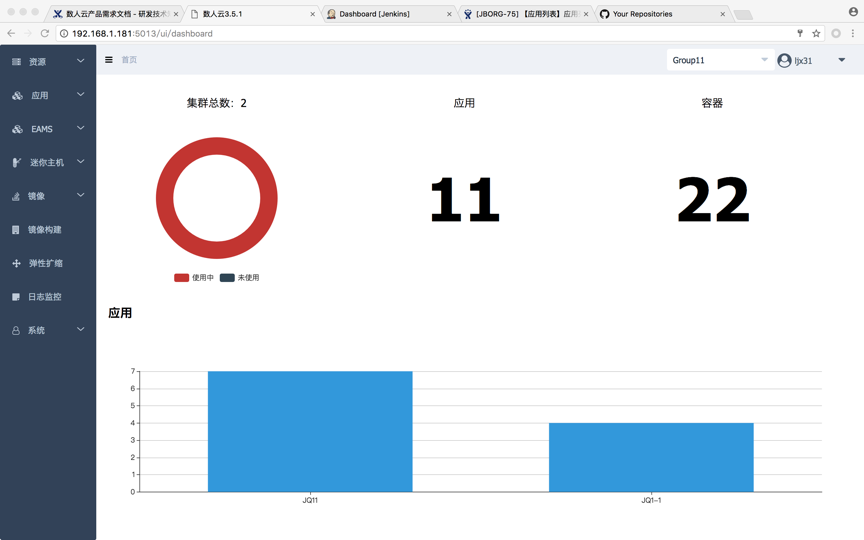 数人云产品需求文档 - 研发技术
数人云3.5.1
Dashboard [Jenkins]
[JBORG-75] 【应用列表】应用
Your Repositories
192.168.1.181:5013/ui/dashboard
资源
应用
EAMS
迷你主机
镜像
镜像构建
弹性扩缩
日志监控
系统
首页
Group11
ljx31
集群总数: 2
应用
容器
11
22
使用中
未使用
应用
7
6
5
4
3
2
1
0
JQ11
JQ1-1